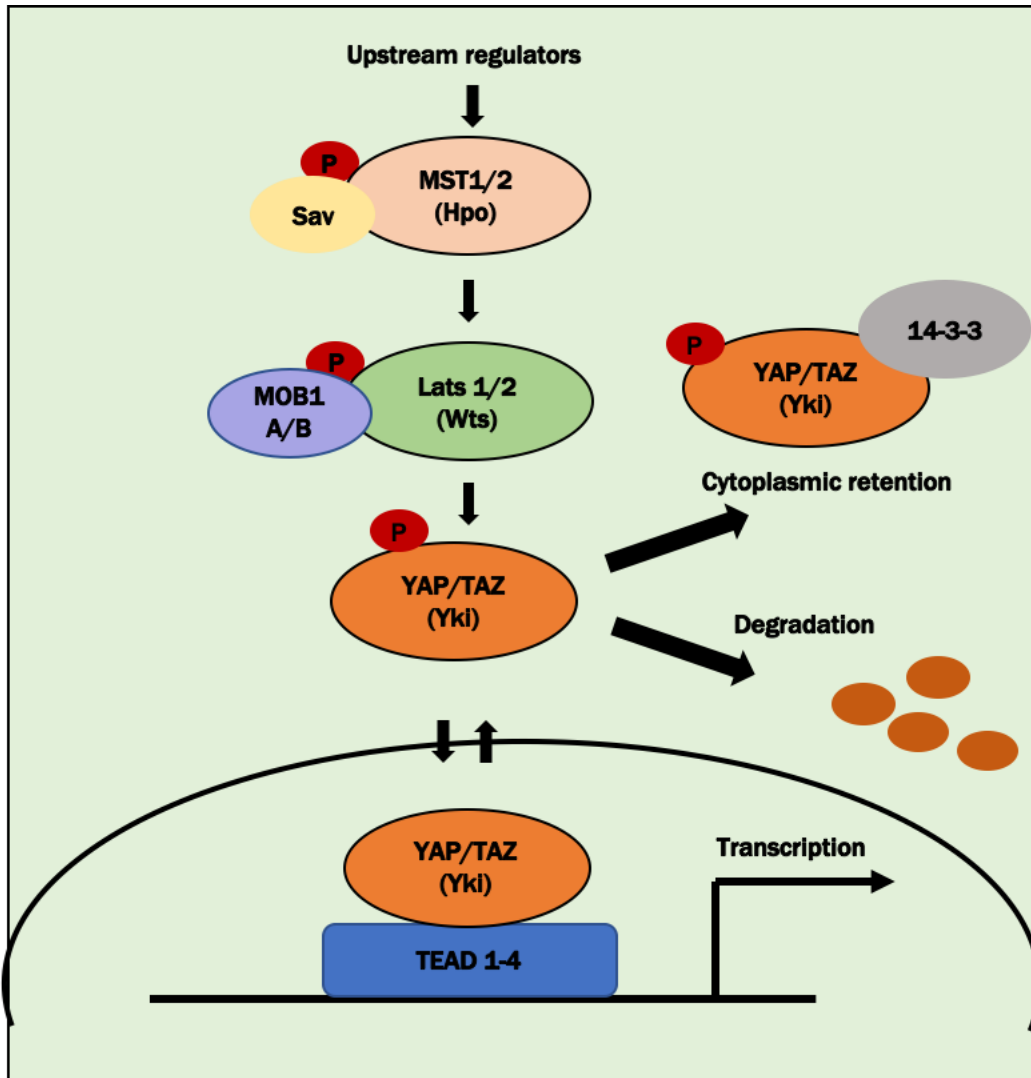 Upstream regulators
P
MST1/2
(Hpo)
Sav
P
Lats 1/2
(Wts)
MOB1
A/B
14-3-3
P
YAP/TAZ
(Yki)
Cytoplasmic retention
P
YAP/TAZ
(Yki)
Degradation
YAP/TAZ
(Yki)
Transcription
TEAD 1-4